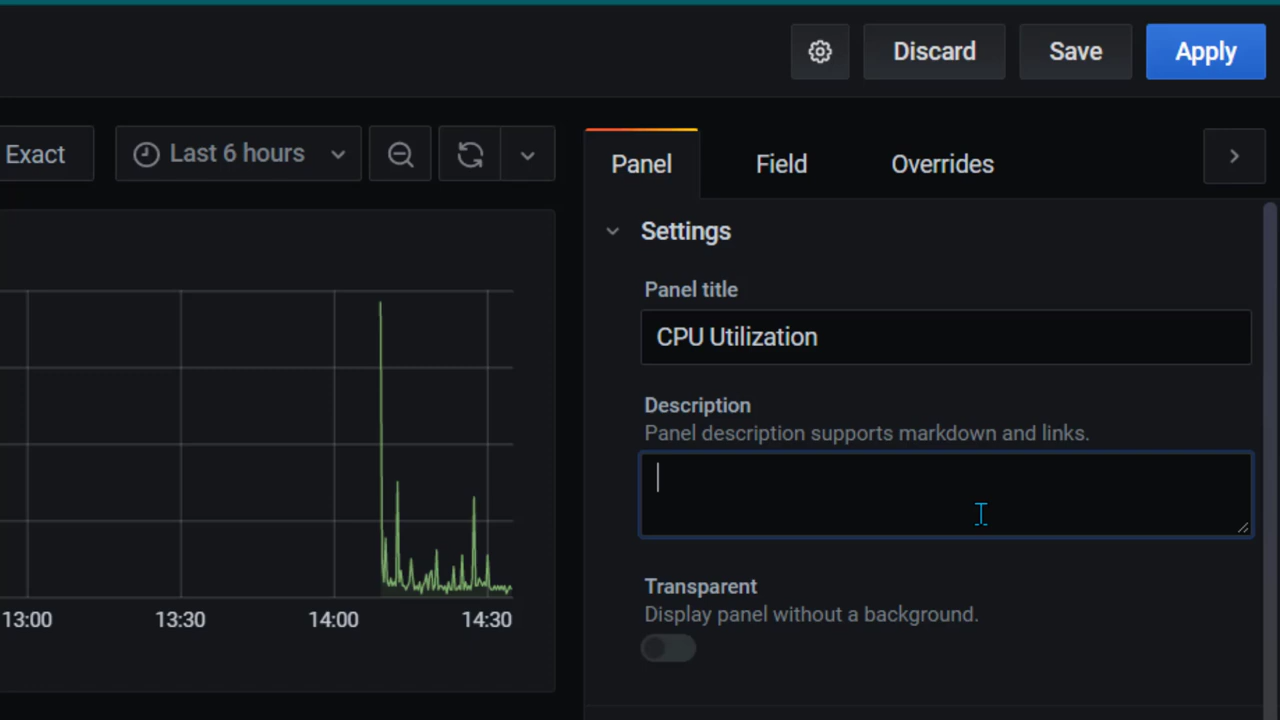 Discard Save Apply
Exact Last 6 hours
Panel Field Overrides
Settings
Panel title
CPU Utilization
Description
Panel description supports markdown and links.
Transparent
Display panel without a background.
13:00 13:30 14:00 14:30